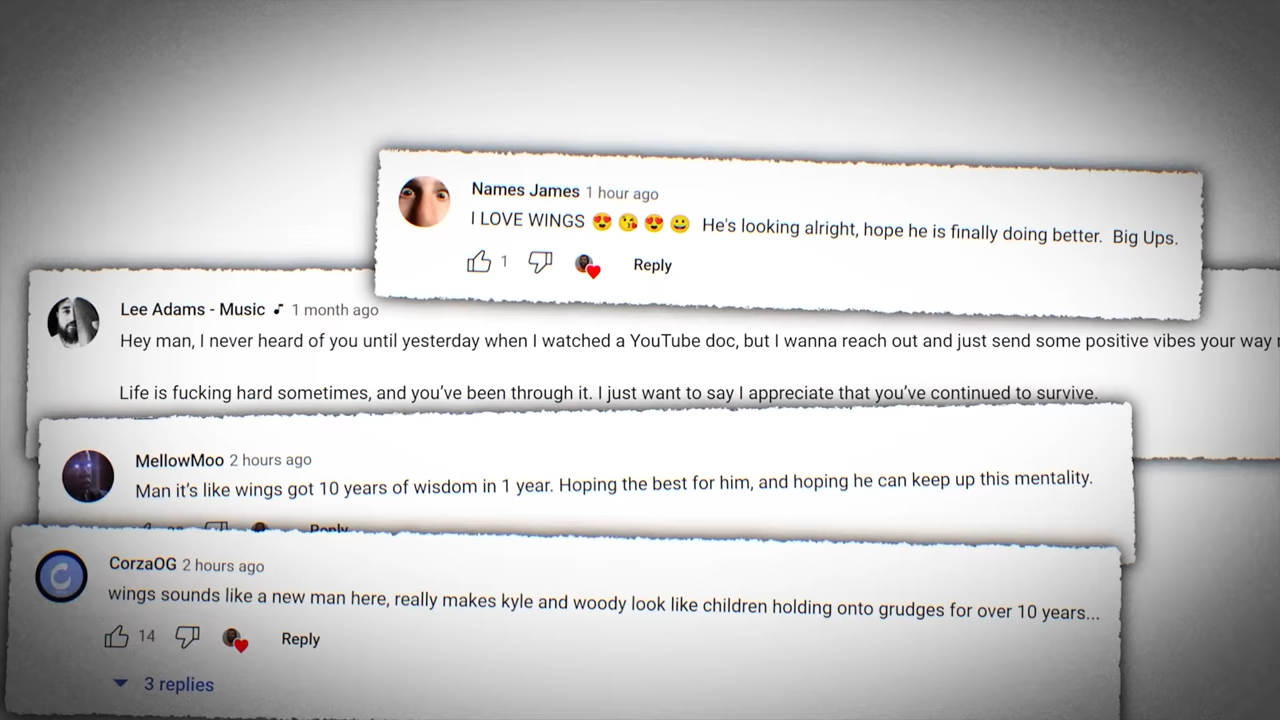 Names James 1 hour ago
I LOVE WINGS 😍 😘 😍 😀 He's looking alright, hope he is finally doing better. Big Ups.
1
Reply
Lee Adams - Music 1 month ago
Hey man, I never heard of you until yesterday when I watched a YouTube doc, but I wanna reach out and just send some positive vibes your way
Life is fucking hard sometimes, and you've been through it. I just want to say I appreciate that you've continued to survive.
MellowMoo 2 hours ago
Man it's like wings got 10 years of wisdom in 1 year. Hoping the best for him, and hoping he can keep up this mentality.
Reply
CorzaOG 2 hours ago
wings sounds like a new man here, really makes kyle and woody look like children holding onto grudges for over 10 years...
14
Reply
3 replies